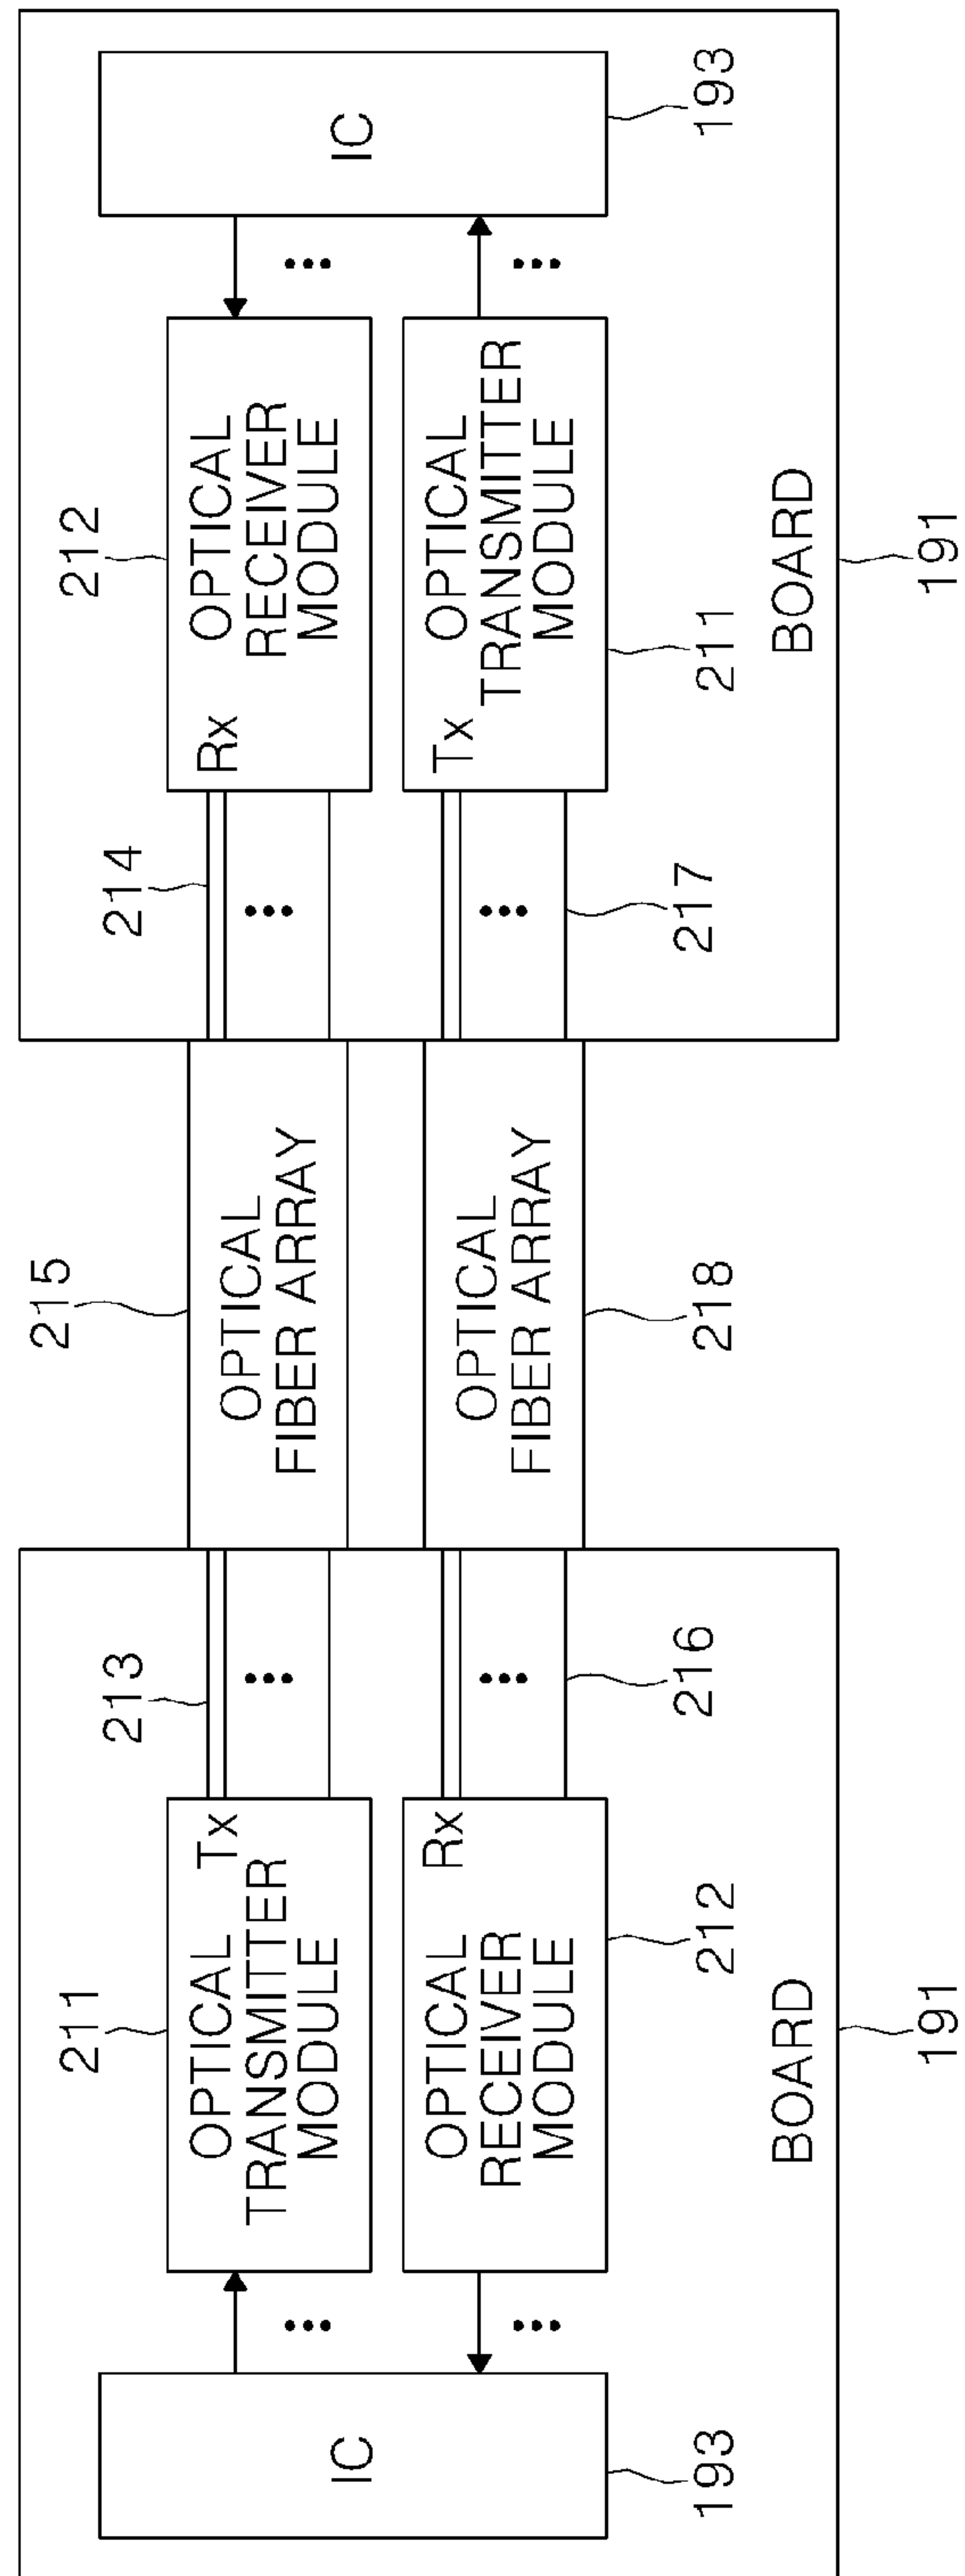 211
215
212
213
214
OPTICAL
TRANSMITTER
MODULE
Tx
OPTICAL
FIBER ARRAY
Rx
OPTICAL
RECEIVER
MODULE
IC
IC
OPTICAL
RECEIVER
MODULE
Rx
OPTICAL
FIBER ARRAY
Tx
OPTICAL
TRANSMITTER
MODULE
216
217
193
212
218
211
193
BOARD
BOARD
191
191